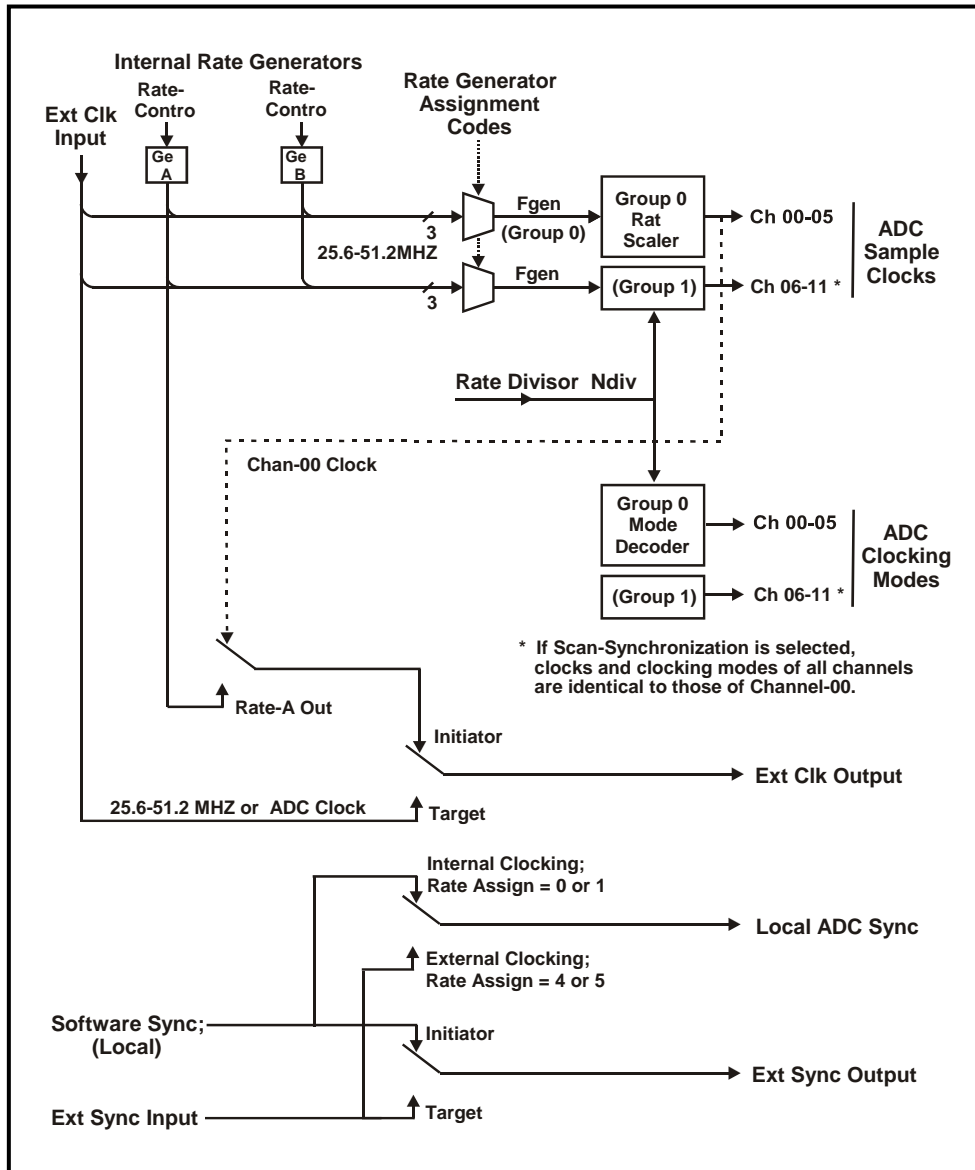 Internal Rate Generators
Rate-
Contro
Rate-
Contro
Rate Generator
Assignment
Codes
Ext Clk
Input
Ge
A
Ge
B
3
25.6-51.2MHZ
3
Fgen
(Group 0)
Fgen
Group 0
Rat
Scaler
(Group 1)
Ch 00-05
Ch 06-11 *
ADC
Sample
Clocks
Rate Divisor Ndiv
Chan-00 Clock
Group 0
Mode
Decoder
(Group 1)
Ch 00-05
Ch 06-11 *
ADC
Clocking
Modes
* If Scan-Synchronization is selected,
clocks and clocking modes of all channels
are identical to those of Channel-00.
Rate-A Out
Initiator
Ext Clk Output
25.6-51.2 MHZ or ADC Clock
Target
Internal Clocking;
Rate Assign = 0 or 1
Local ADC Sync
External Clocking;
Rate Assign = 4 or 5
Software Sync;
(Local)
Initiator
Ext Sync Output
Ext Sync Input
Target